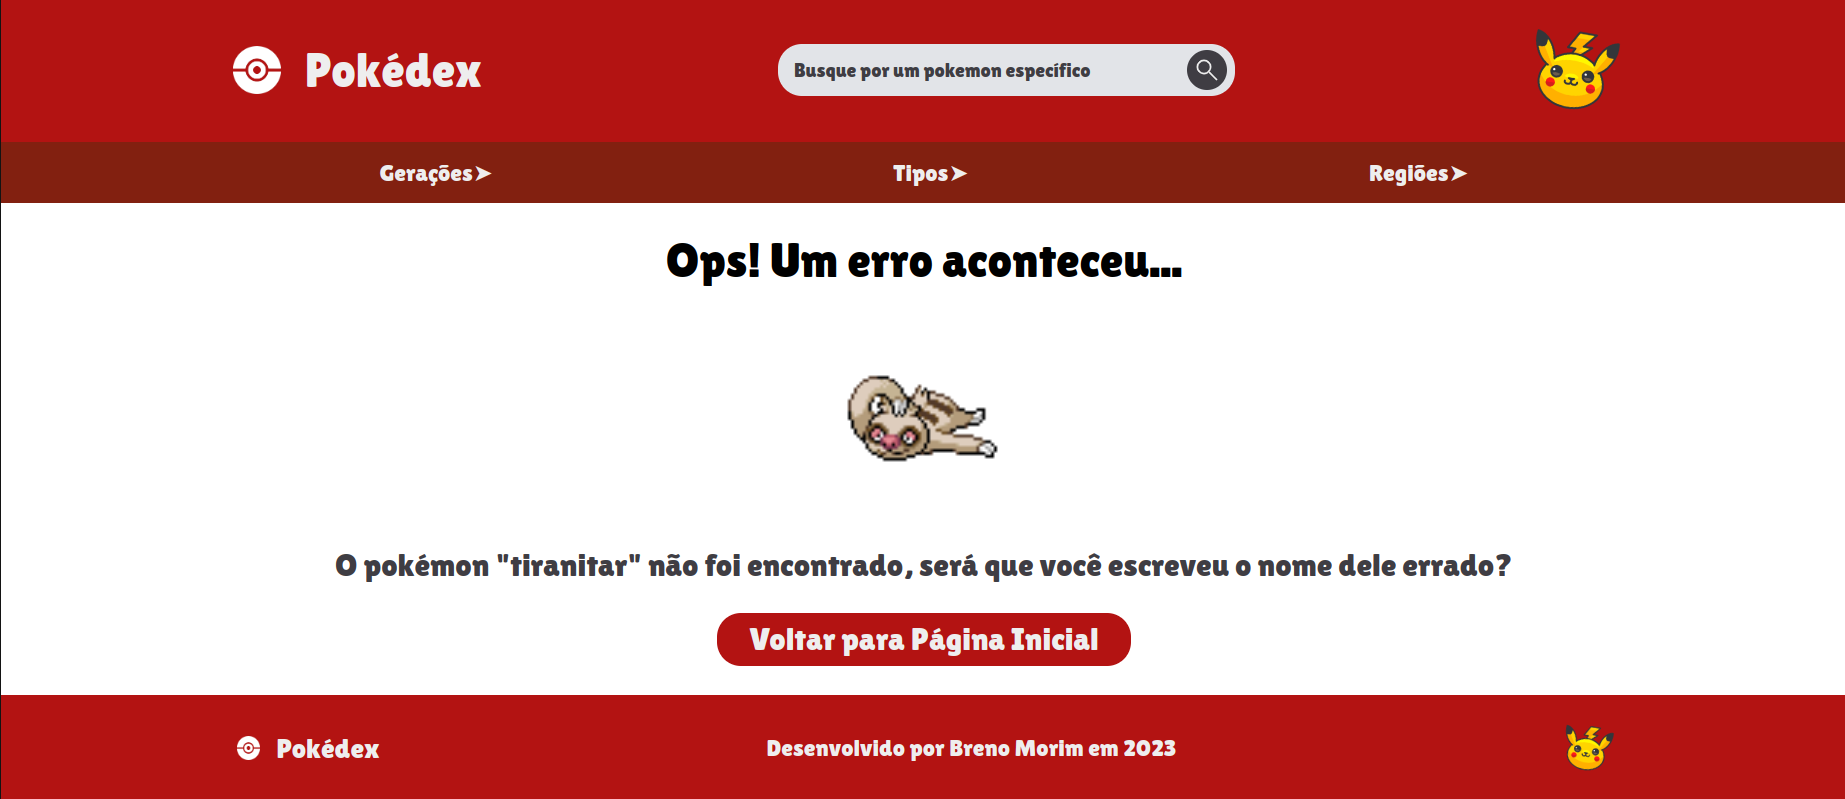 Pokédex
Busque por um pokemon específico
Gerações➤
Tipos➤
Regiões➤
Ops! Um erro aconteceu...
O pokémon "tiranitar" não foi encontrado, será que você escreveu o nome dele errado?
Voltar para Página Inicial
Pokédex
Desenvolvido por Breno Morim em 2023